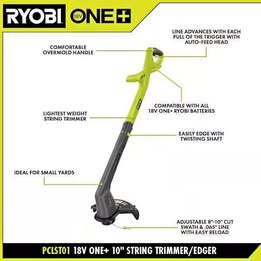 RYOBI 18V ONE+
COMFORTABLE
OVERMOLD HANDLE
LINE ADVANCES WITH EACH
PULL OF THE TRIGGER WITH
AUTO-FEED HEAD
LIGHTEST WEIGHT
STRING TRIMMER
COMPATIBLE WITH ALL
18V ONE+ RYOBI BATTERIES
EASILY EDGE WITH
TWISTING SHAFT
IDEAL FOR SMALL YARDS
ADJUSTABLE 8"-10" CUT
SWATH & .065" LINE
WITH EASY RELOAD
PCLST01 18V ONE+ 10" STRING TRIMMER/EDGER